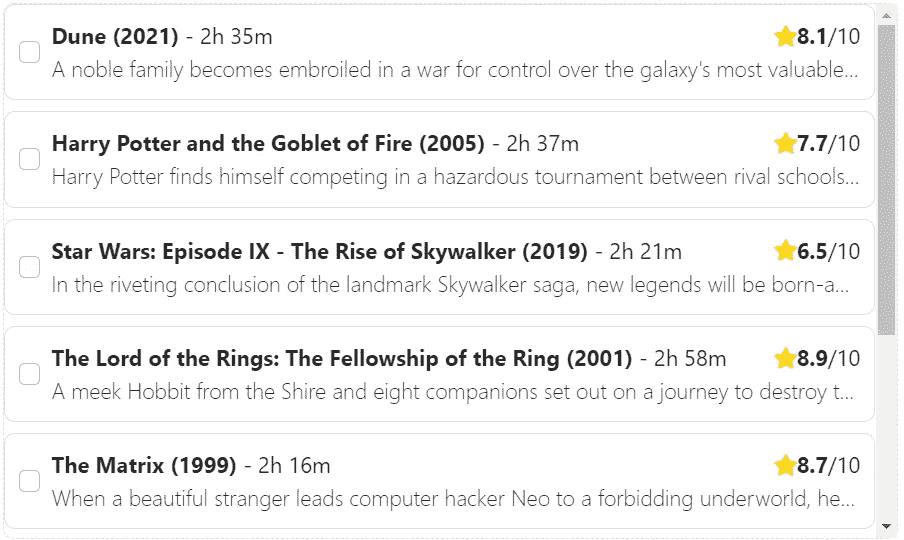 Dune (2021) - 2h 35m ⭐8.1/10
A noble family becomes embroiled in a war for control over the galaxy's most valuable...
Harry Potter and the Goblet of Fire (2005) - 2h 37m ⭐7.7/10
Harry Potter finds himself competing in a hazardous tournament between rival schools...
Star Wars: Episode IX - The Rise of Skywalker (2019) - 2h 21m ⭐6.5/10
In the riveting conclusion of the landmark Skywalker saga, new legends will be born-a...
The Lord of the Rings: The Fellowship of the Ring (2001) - 2h 58m ⭐8.9/10
A meek Hobbit from the Shire and eight companions set out on a journey to destroy t...
The Matrix (1999) - 2h 16m ⭐8.7/10
When a beautiful stranger leads computer hacker Neo to a forbidding underworld, he...